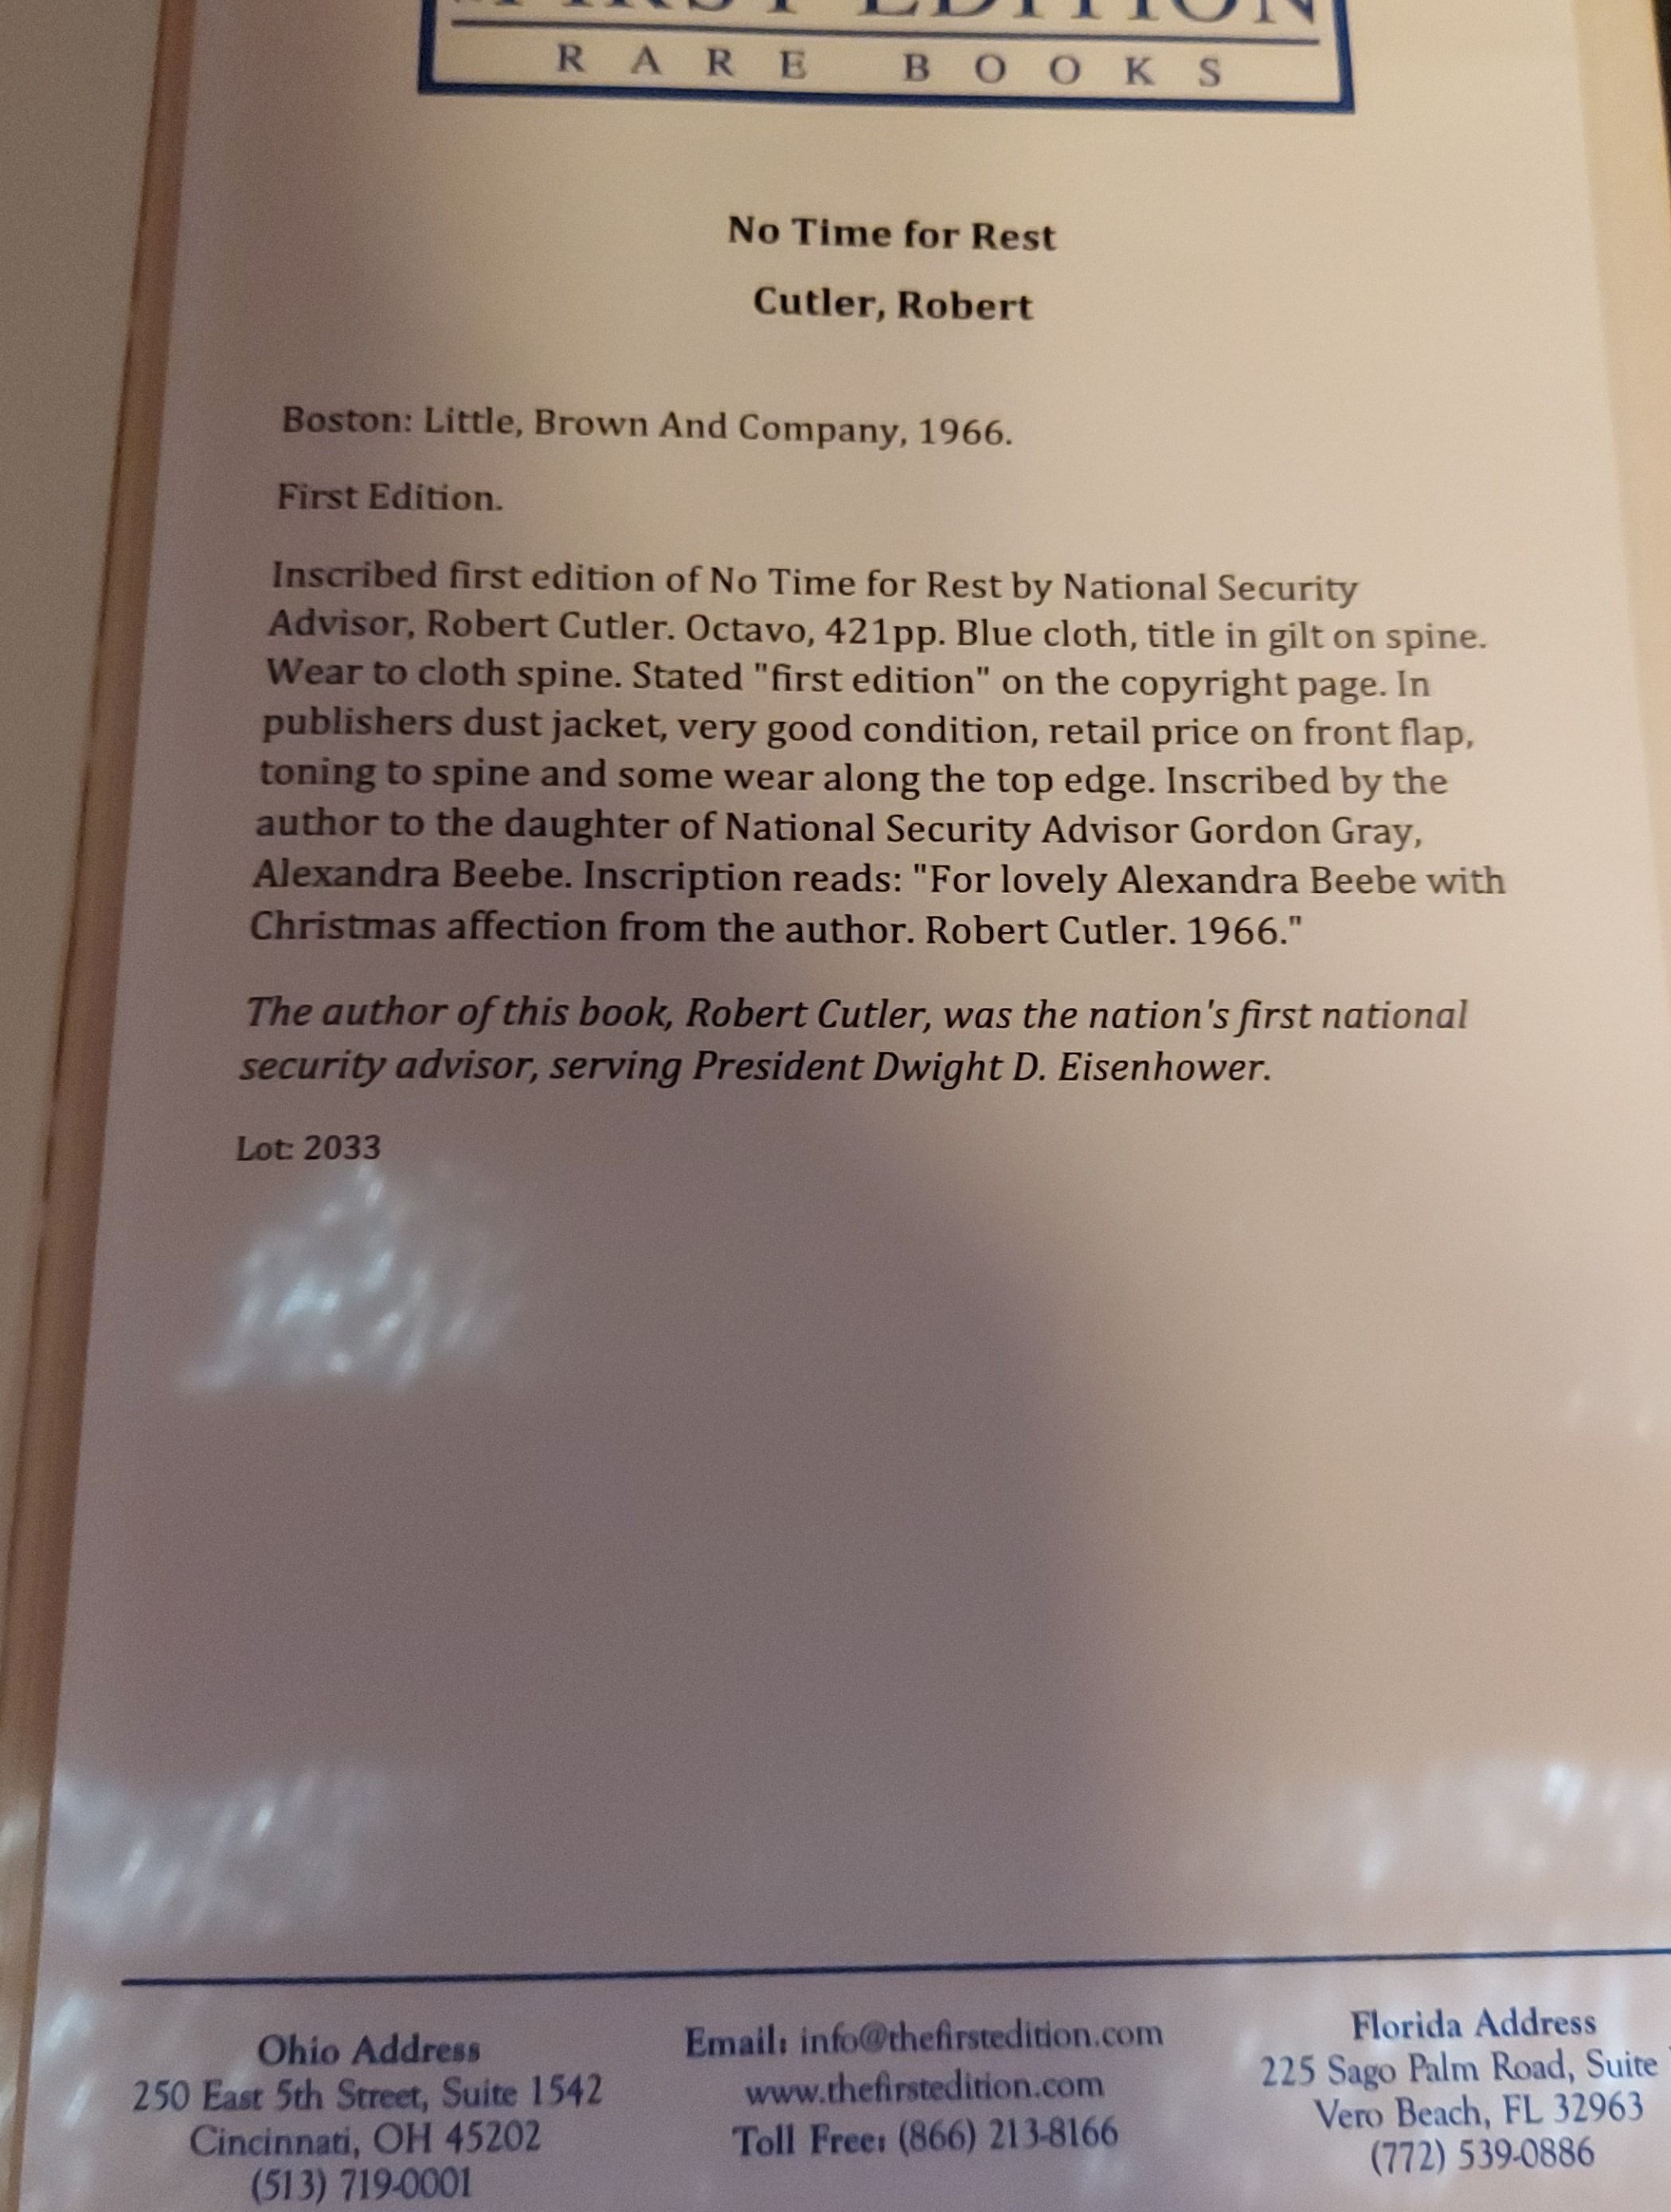 FIRST EDITION
RARE BOOKS
No Time for Rest
Cutler, Robert
Boston: Little, Brown And Company, 1966.
First Edition.
Inscribed first edition of No Time for Rest by National Security
Advisor, Robert Cutler. Octavo, 421pp. Blue cloth, title in gilt on spine.
Wear to cloth spine. Stated "first edition" on the copyright page. In
publishers dust jacket, very good condition, retail price on front flap,
toning to spine and some wear along the top edge. Inscribed by the
author to the daughter of National Security Advisor Gordon Gray,
Alexandra Beebe. Inscription reads: "For lovely Alexandra Beebe with
Christmas affection from the author. Robert Cutler. 1966."
The author of this book, Robert Cutler, was the nation's first national
security advisor, serving President Dwight D. Eisenhower.
Lot: 2033
Ohio Address
250 East 5th Street, Suite 1542
Cincinnati, OH 45202
(513) 719-0001
Email: info@thefirstedition.com
www.thefirstedition.com
Toll Free: (866) 213-8166
Florida Address
225 Sago Palm Road, Suite
Vero Beach, FL 32963
(772) 539-0886